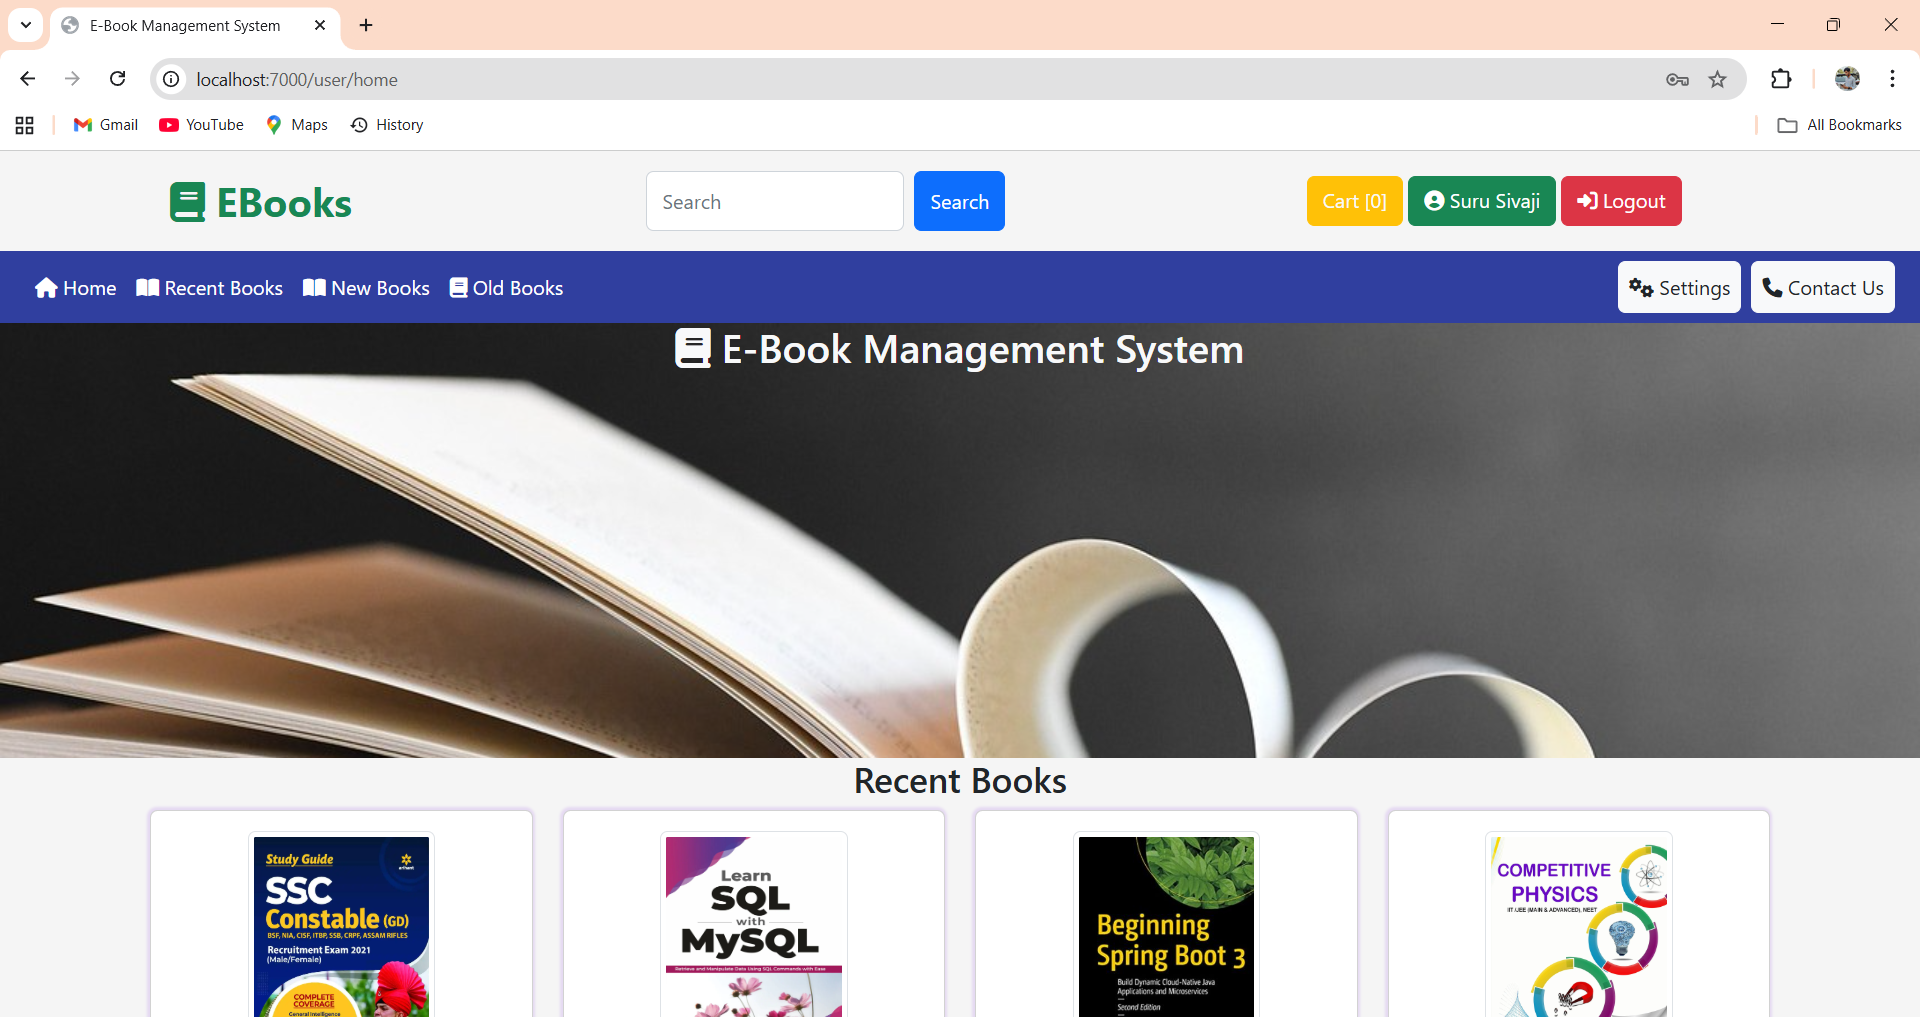 E-Book Management System
localhost:7000/user/home
Gmail YouTube Maps History All Bookmarks
EBooks Search Search Cart [0] Suru Sivaji Logout
Home Recent Books New Books Old Books Settings Contact Us
E-Book Management System
Recent Books
Study Guide
arihant
SSC
Constable (GD)
BSF, NIA, CISF, ITBP, SSB, CRPF, ASSAM RIFLES
Recruitment Exam 2021
(Male/Female)
COMPLETE
COVERAGE
General Intelligence
Learn
SQL
with
MySQL
Retrieve and Manipulate Data Using SQL Commands with Ease
Beginning
Spring Boot 3
Build Dynamic Cloud-Native Java
Applications and Microservices
—
Second Edition
—
COMPETITIVE
PHYSICS
IIT JEE (MAIN & ADVANCED), NEET